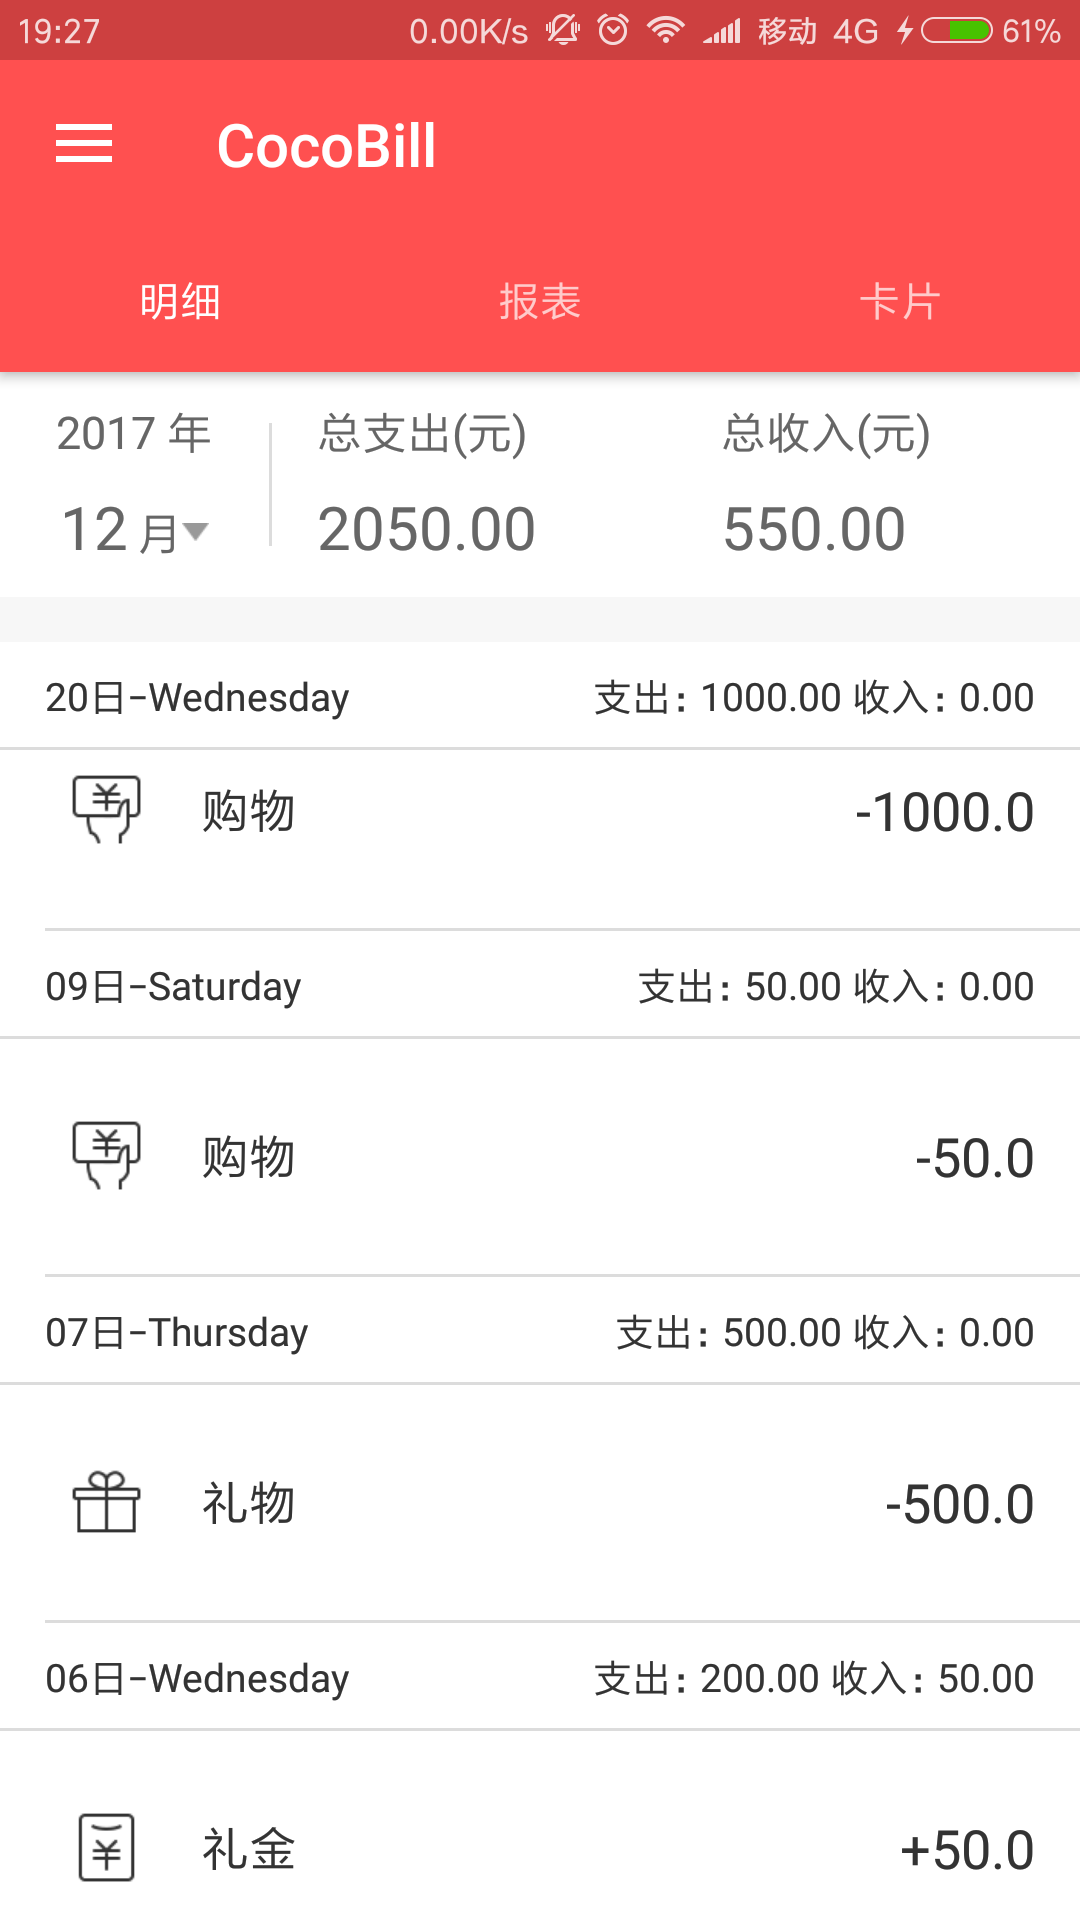 19:27 0.00K/s 移动 4G 61%
CocoBill
明细 报表 卡片
2017 年 总支出(元) 总收入(元)
12 月 2050.00 550.00
20日-Wednesday 支出: 1000.00 收入: 0.00
购物 -1000.0
09日-Saturday 支出: 50.00 收入: 0.00
购物 -50.0
07日-Thursday 支出: 500.00 收入: 0.00
礼物 -500.0
06日-Wednesday 支出: 200.00 收入: 50.00
礼金 +50.0